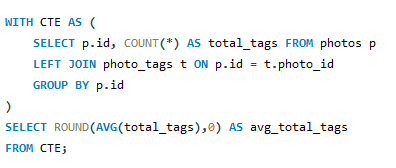 WITH CTE AS (
    SELECT p.id, COUNT(*) AS total_tags FROM photos p
    LEFT JOIN photo_tags t ON p.id = t.photo_id
    GROUP BY p.id
)
SELECT ROUND(AVG(total_tags),0) AS avg_total_tags
FROM CTE;